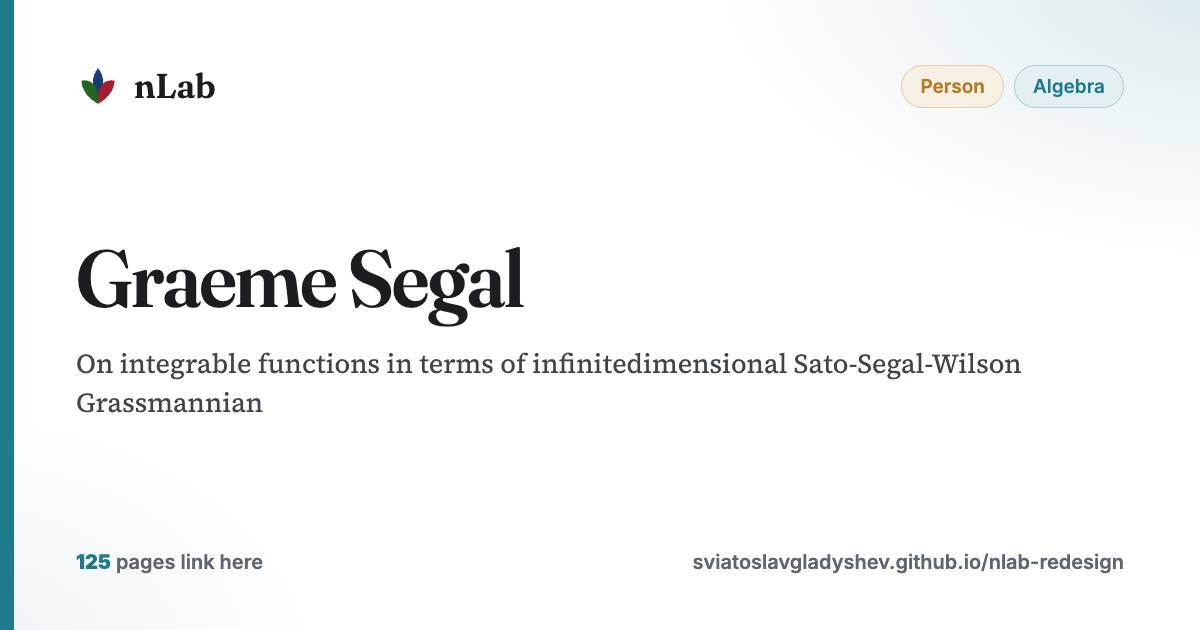 nLab
Person
Algebra
Graeme Segal
On integrable functions in terms of infinitedimensional Sato-Segal-Wilson
Grassmannian
125 pages link here
sviatoslavgladyshev.github.io/nlab-redesign